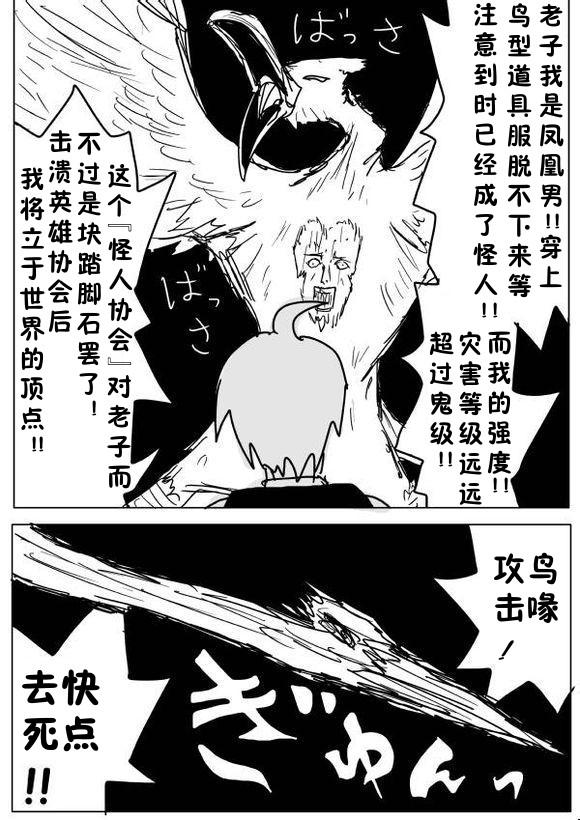 老子我是凤凰男!!穿上
鸟型道具服脱不下来等
注意到时已经成了怪人!!
而我的强度!!
灾害等级远远
超过鬼级!!
ばっさ
ばっさ
这个『怪人协会』对老子而
不过是块踏脚石罢了!
击溃英雄协会后
我将立于世界的顶点!!
鸟喙
攻击!
快点
去死!!
ぎゅんっ